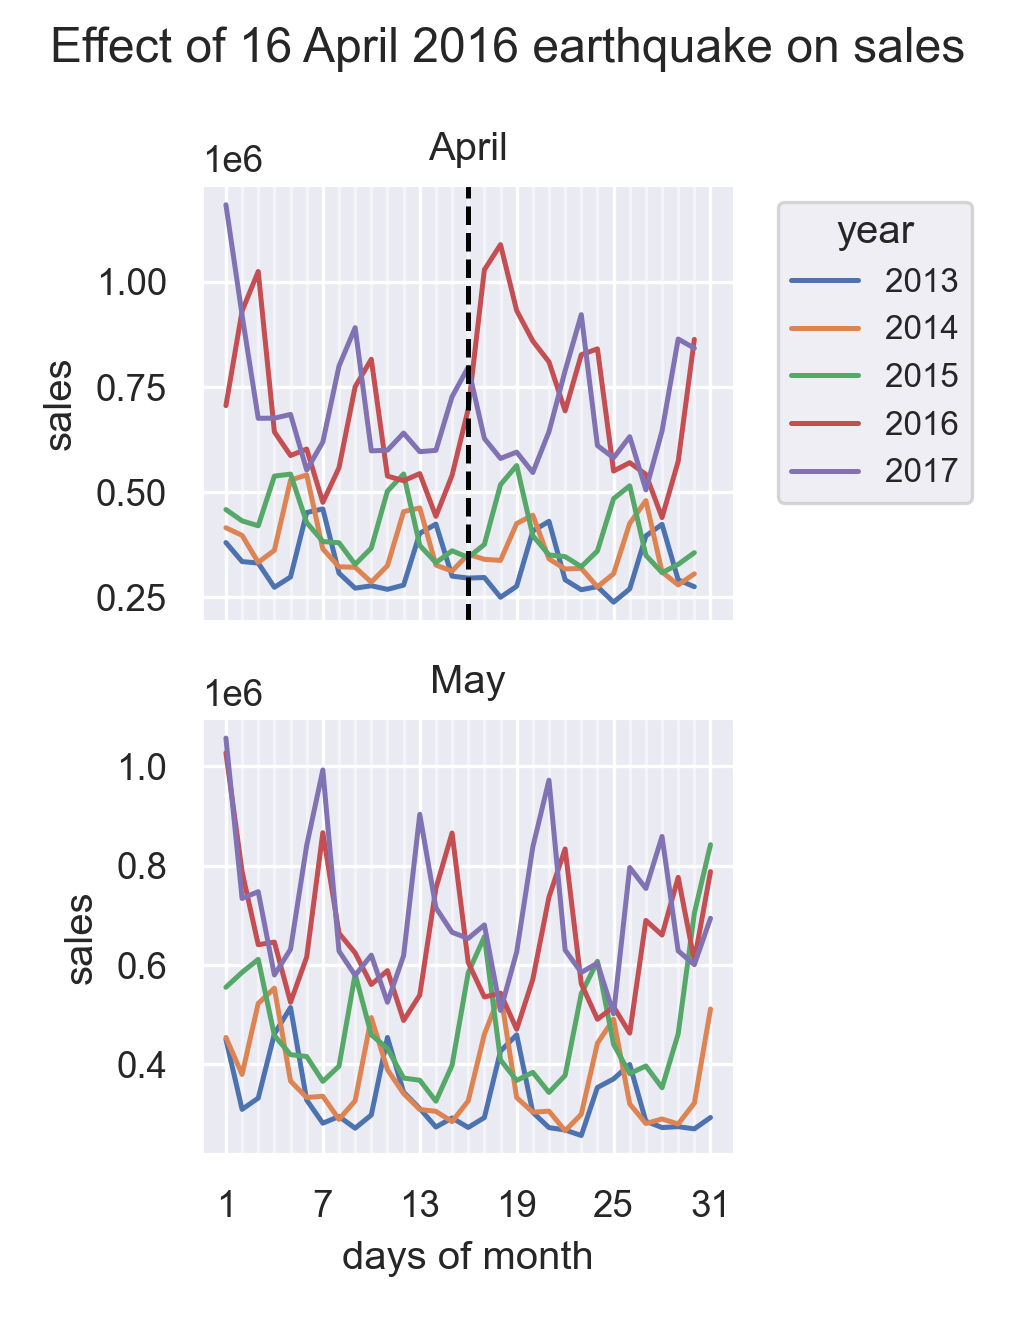 Effect of 16 April 2016 earthquake on sales
April
1e6
1.00
0.75
0.50
0.25
sales
year
2013
2014
2015
2016
2017
May
1e6
1.0
0.8
0.6
0.4
sales
1 7 13 19 25 31
days of month